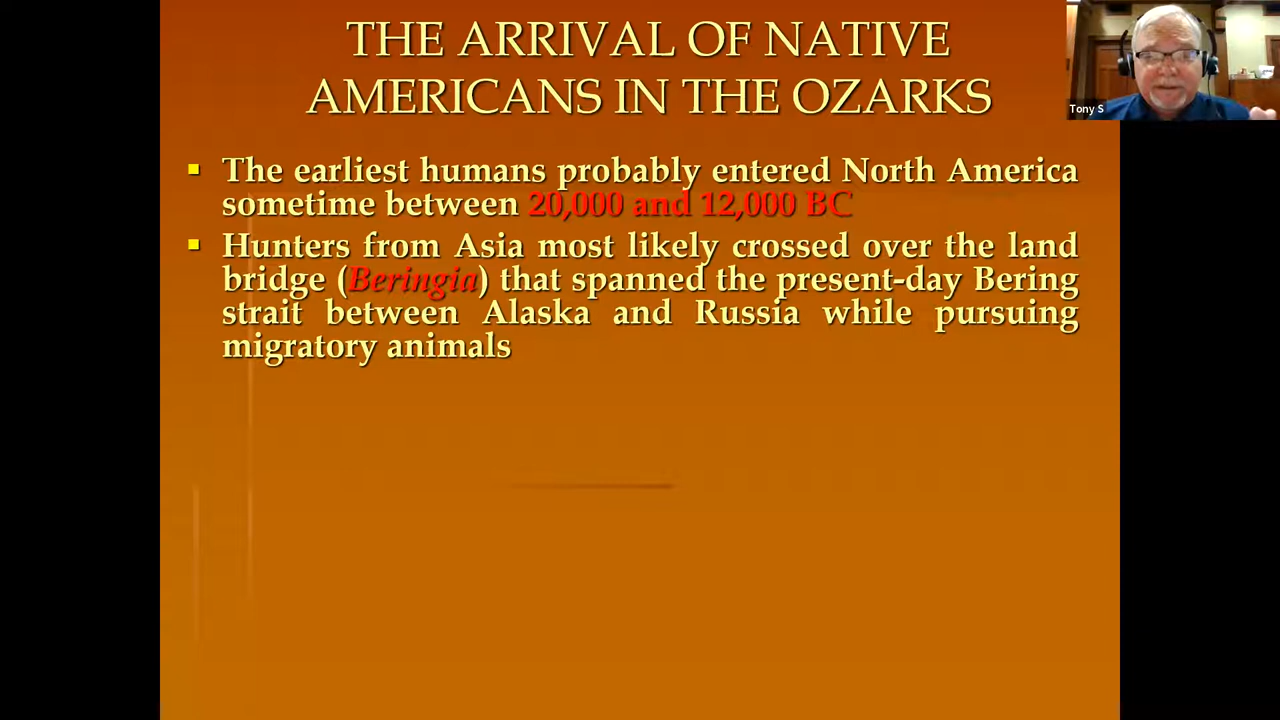 THE ARRIVAL OF NATIVE
AMERICANS IN THE OZARKS
Tony S
▪ The earliest humans probably entered North America
sometime between 20,000 and 12,000 BC
▪ Hunters from Asia most likely crossed over the land
bridge (Beringia) that spanned the present-day Bering
strait between Alaska and Russia while pursuing
migratory animals